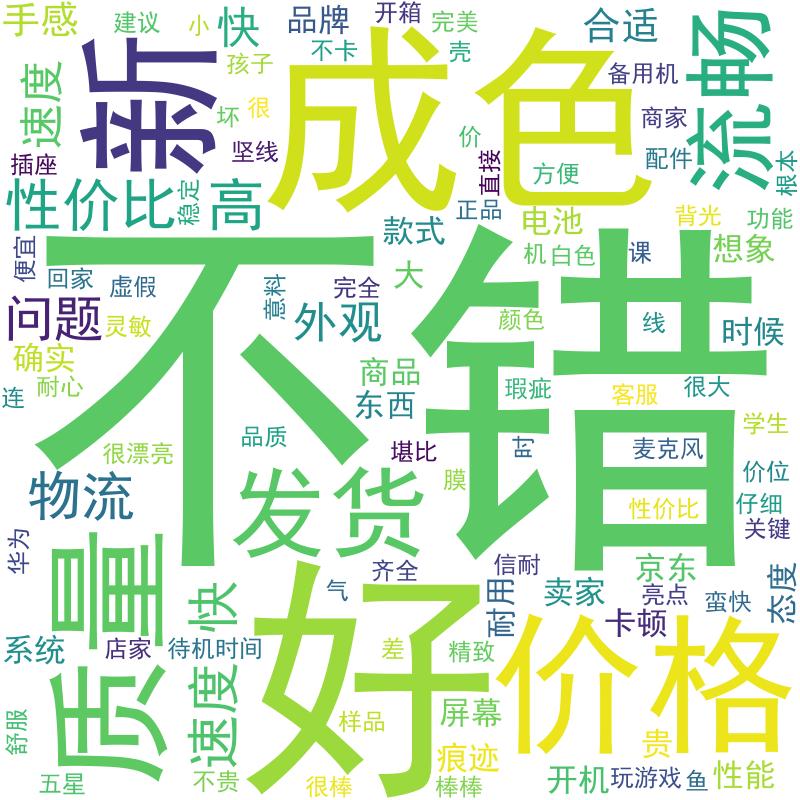 手感
建议
小
快
品牌
开箱
完美
不卡
壳
合适
流畅
备用机
速度
新
孩子
坏
很
成色
价
商家
插座
坚线
直接
配件
根本
方便
性价比
稳定
高
正品
电池
背光
功能
款式
便宜
回家
虚假
意料
完全
大
不错
机
白色
课
想象
问题
灵敏
外观
颜色
线
时候
确实
耐心
连
商品
东西
瑕疵
客服
很大
学生
很漂亮
品质
堪比
时
麦克风
价位
物流
发货
膜
性价比
仔细
关键
华为
质量
快
气
齐全
信耐
耐用
卖家
京东
亮点
卡顿
蛮快
态度
系统
店家
待机时间
好
差
精致
价格
舒服
速度
样品
屏幕
痕迹
贵
五星
不贵
很棒
棒棒
开机
玩游戏
鱼
性能